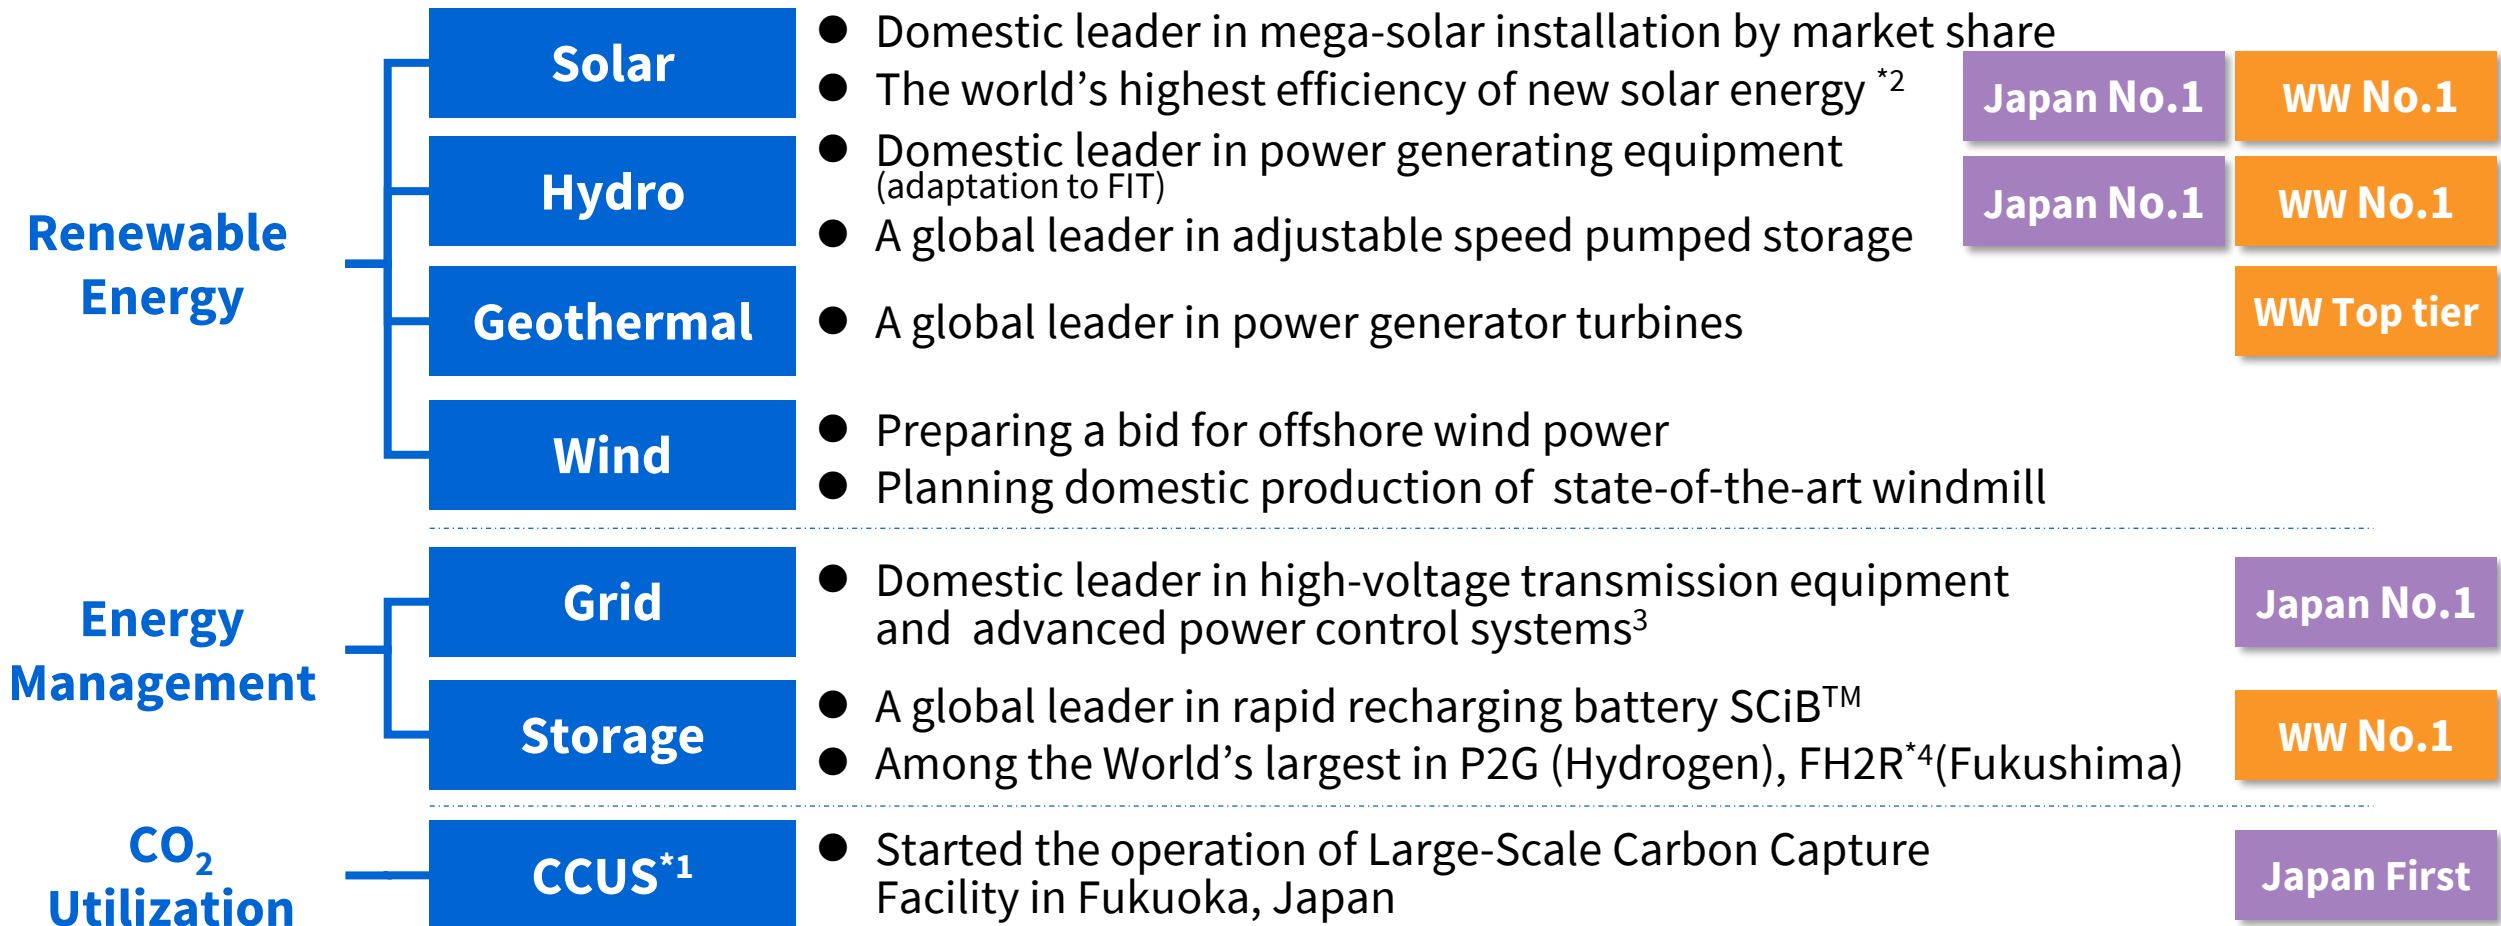 Renewable
Energy
Solar
● Domestic leader in mega-solar installation by market share
● The world’s highest efficiency of new solar energy *2
Japan No.1
WW No.1
Hydro
● Domestic leader in power generating equipment
(adaptation to FIT)
● A global leader in adjustable speed pumped storage
Japan No.1
WW No.1
Geothermal
● A global leader in power generator turbines
WW Top tier
Wind
● Preparing a bid for offshore wind power
● Planning domestic production of  state-of-the-art windmill
Energy
Management
Grid
● Domestic leader in high-voltage transmission equipment
and  advanced power control systems3
Japan No.1
Storage
● A global leader in rapid recharging battery SCiBTM
● Among the World’s largest in P2G (Hydrogen), FH2R*4(Fukushima)
WW No.1
CO2
Utilization
CCUS*1
● Started the operation of Large-Scale Carbon Capture
Facility in Fukuoka, Japan
Japan First